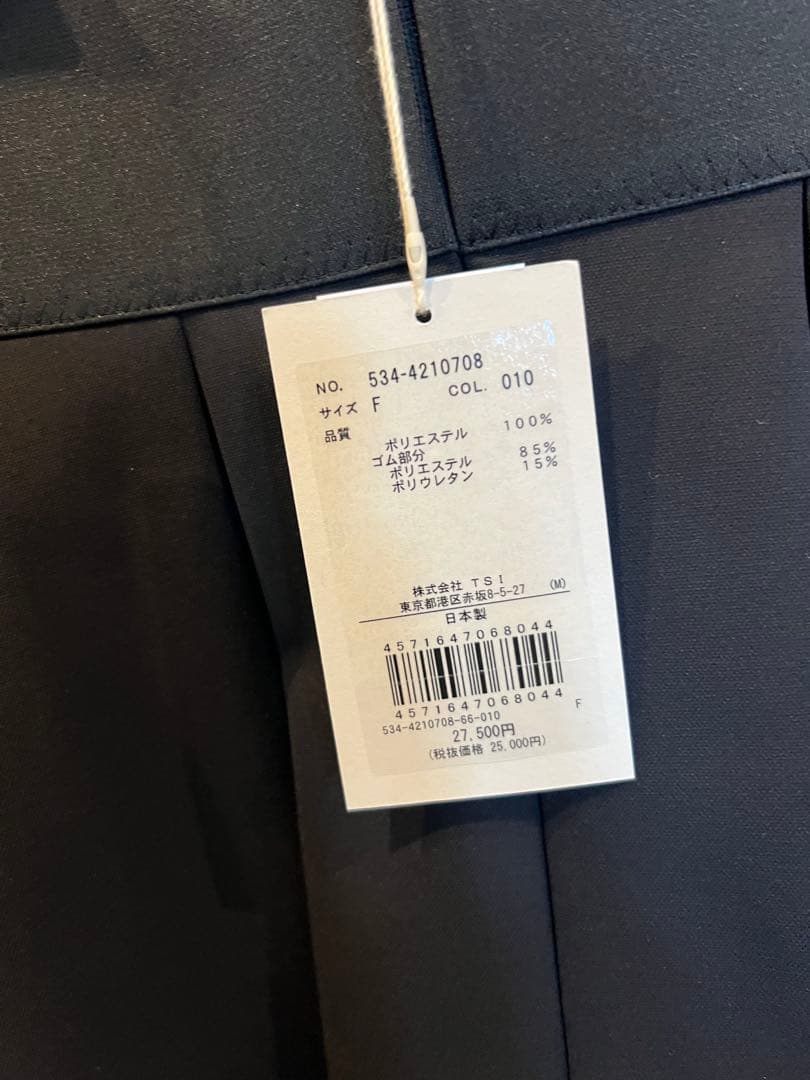 NO. 534-4210708
サイズ F COL. 010
品質 ポリエステル 100%
ゴム部分
ポリエステル 85%
ポリウレタン 15%
株式会社 TSI
東京都港区赤坂8-5-27 (M)
日本製
4571647068044
4571647068044
534-4210708-66-010 F
27,500円
(税抜価格 25,000円)